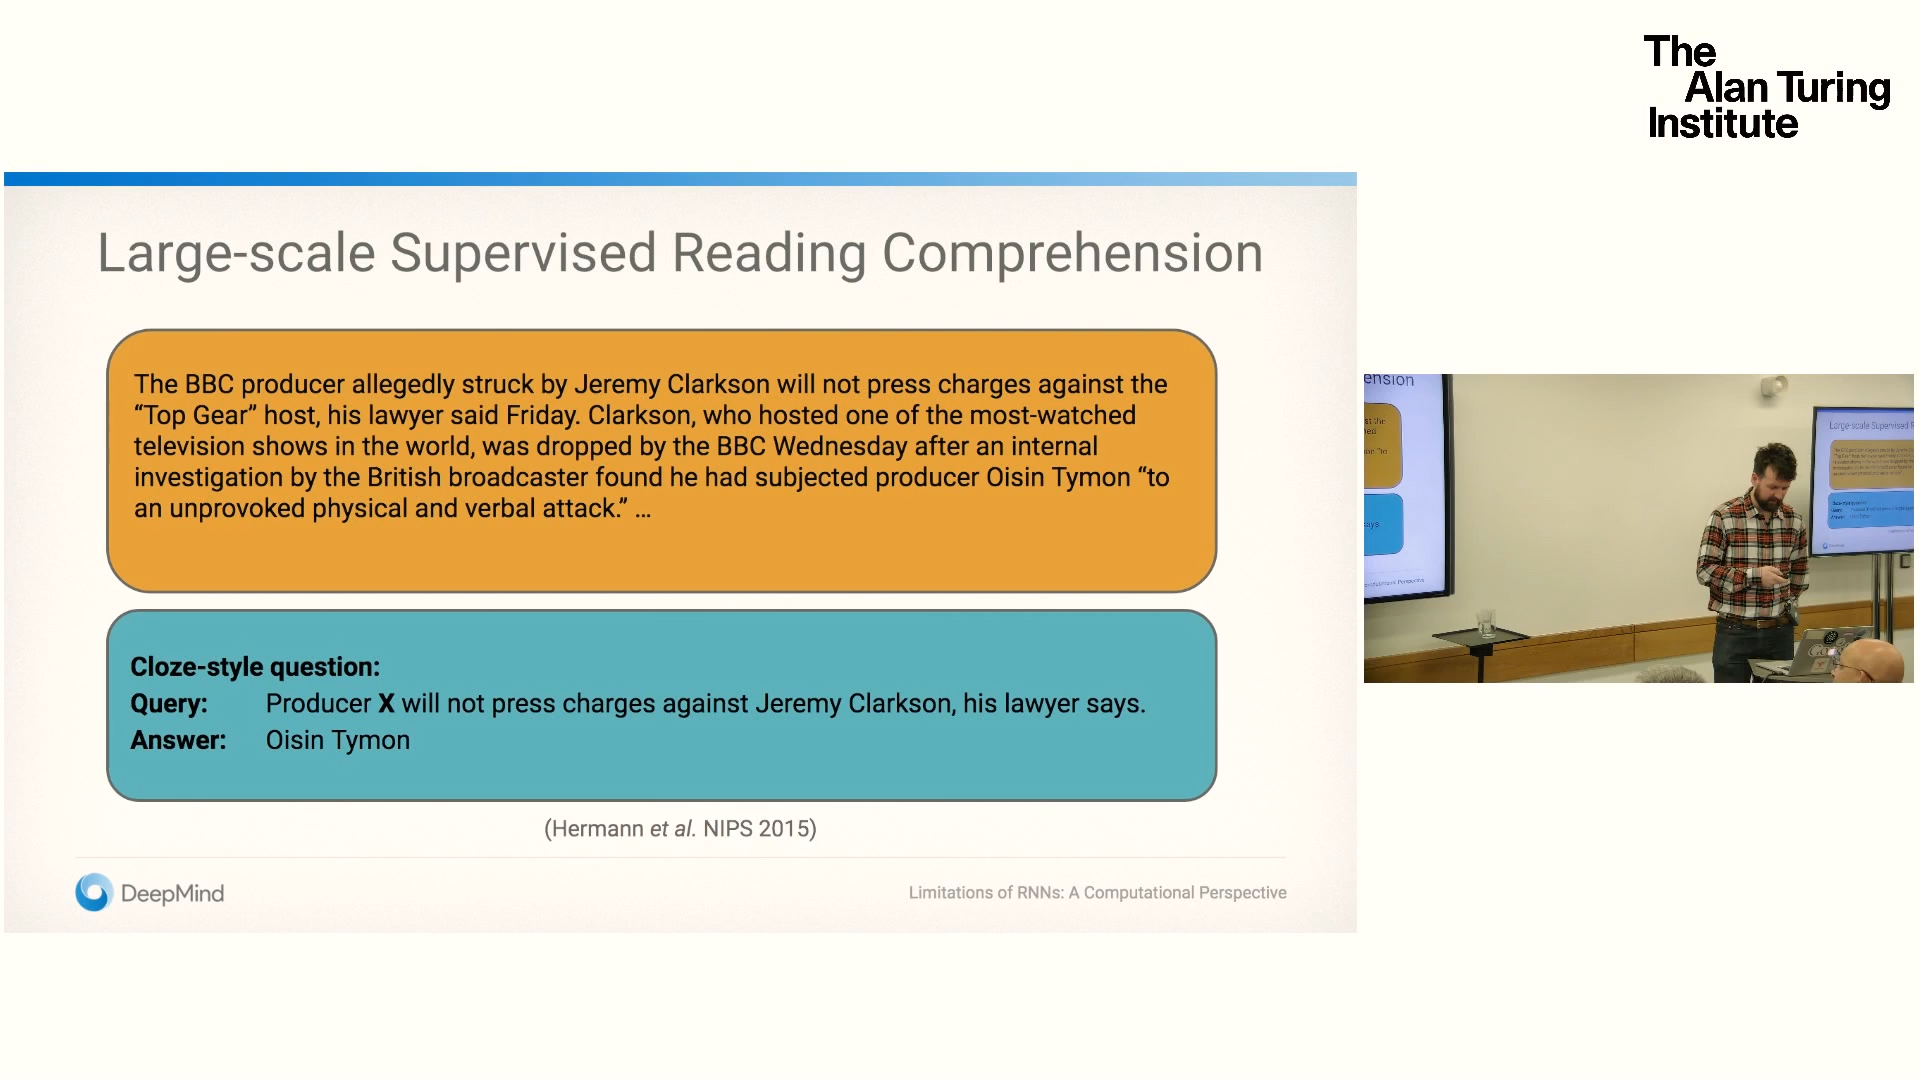 The
Alan Turing
Institute
Large-scale Supervised Reading Comprehension
The BBC producer allegedly struck by Jeremy Clarkson will not press charges against the
“Top Gear” host, his lawyer said Friday. Clarkson, who hosted one of the most-watched
television shows in the world, was dropped by the BBC Wednesday after an internal
investigation by the British broadcaster found he had subjected producer Oisin Tymon “to
an unprovoked physical and verbal attack.” ...
Cloze-style question:
Query: Producer X will not press charges against Jeremy Clarkson, his lawyer says.
Answer: Oisin Tymon
(Hermann et al. NIPS 2015)
DeepMind
Limitations of RNNs: A Computational Perspective
ension
Large-scale Supervised R